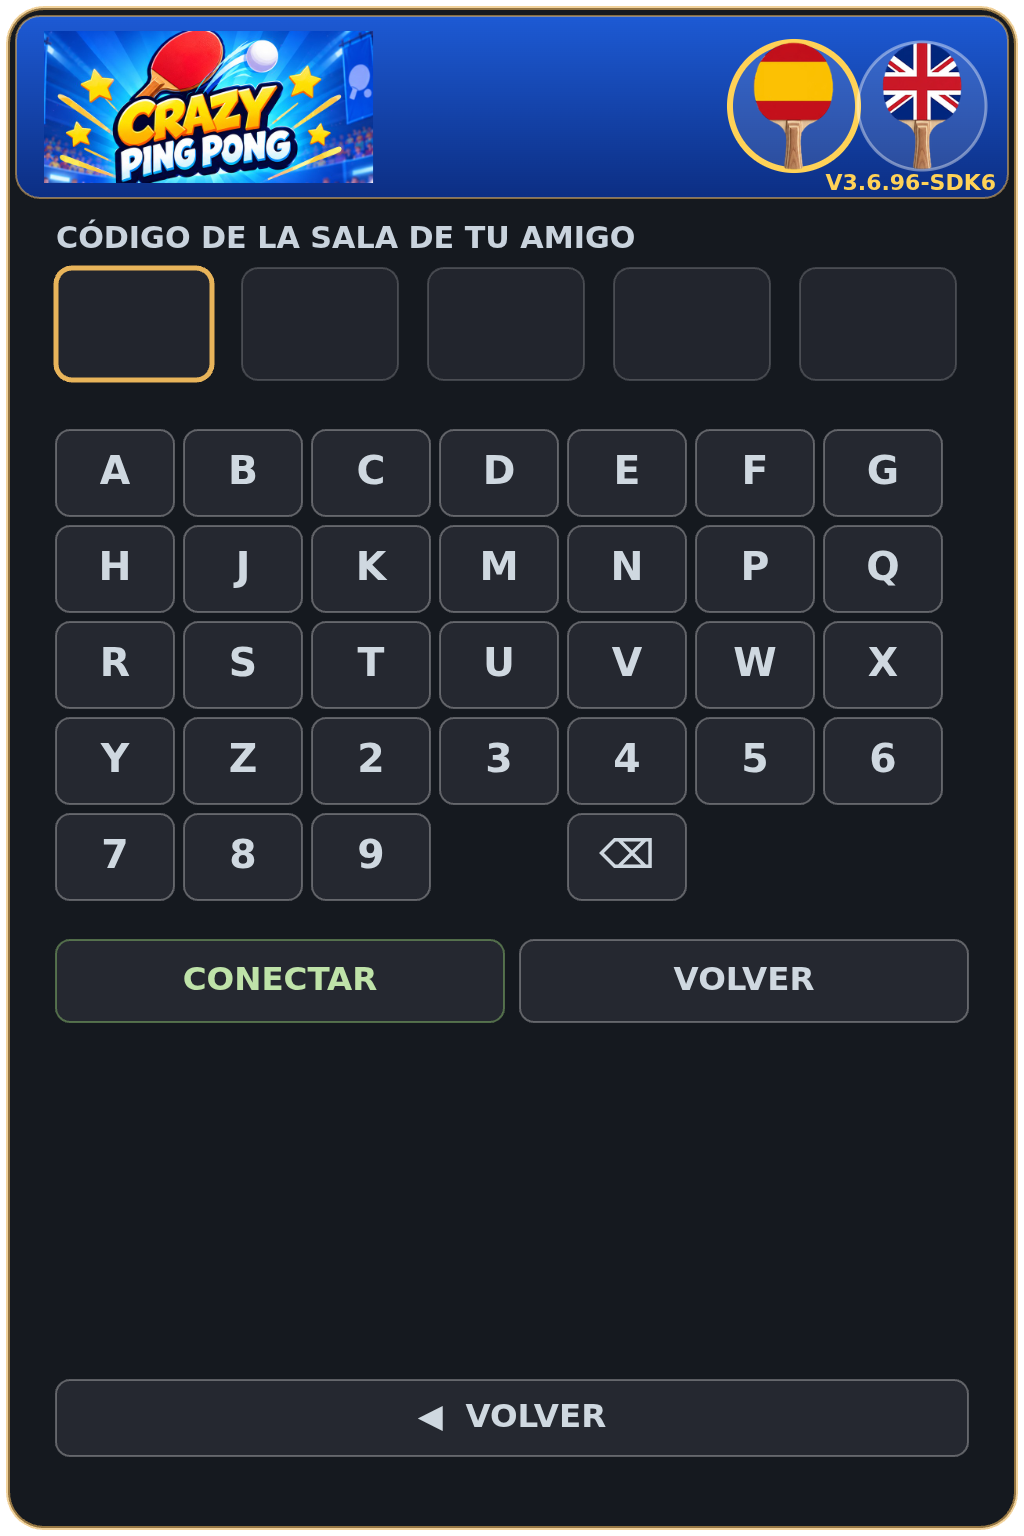 CRAZY
PING PONG
V3.6.96-SDK6
CÓDIGO DE LA SALA DE TU AMIGO
A B C D E F G
H J K M N P Q
R S T U V W X
Y Z 2 3 4 5 6
7 8 9 ⌫
CONECTAR VOLVER
◀ VOLVER